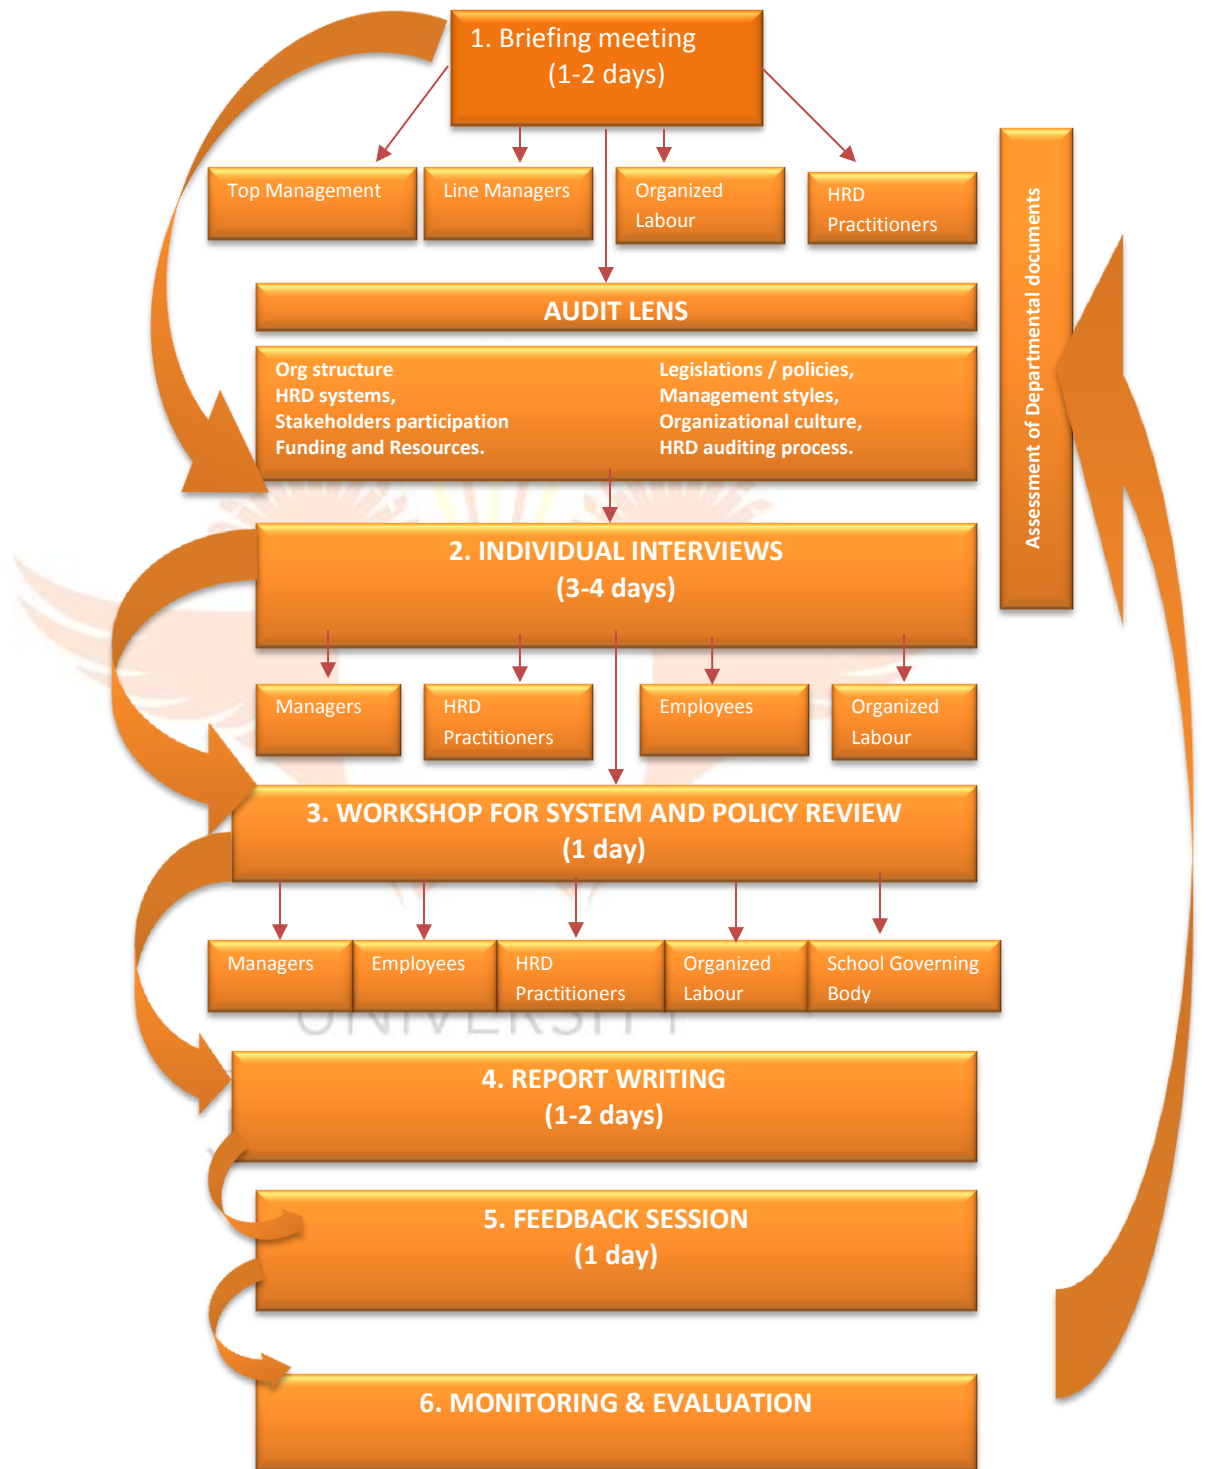 1. Briefing meeting
(1-2 days)
Top Management
Line Managers
Organized
Labour
HRD
Practitioners
Assessment of Departmental documents
AUDIT LENS
Org structure
HRD systems,
Stakeholders participation
Funding and Resources.
Legislations / policies,
Management styles,
Organizational culture,
HRD auditing process.
2. INDIVIDUAL INTERVIEWS
(3-4 days)
Managers
HRD
Practitioners
Employees
Organized
Labour
3. WORKSHOP FOR SYSTEM AND POLICY REVIEW
(1 day)
Managers
Employees
HRD
Practitioners
Organized
Labour
School Governing
Body
UNIVERSITY
4. REPORT WRITING
(1-2 days)
5. FEEDBACK SESSION
(1 day)
6. MONITORING & EVALUATION